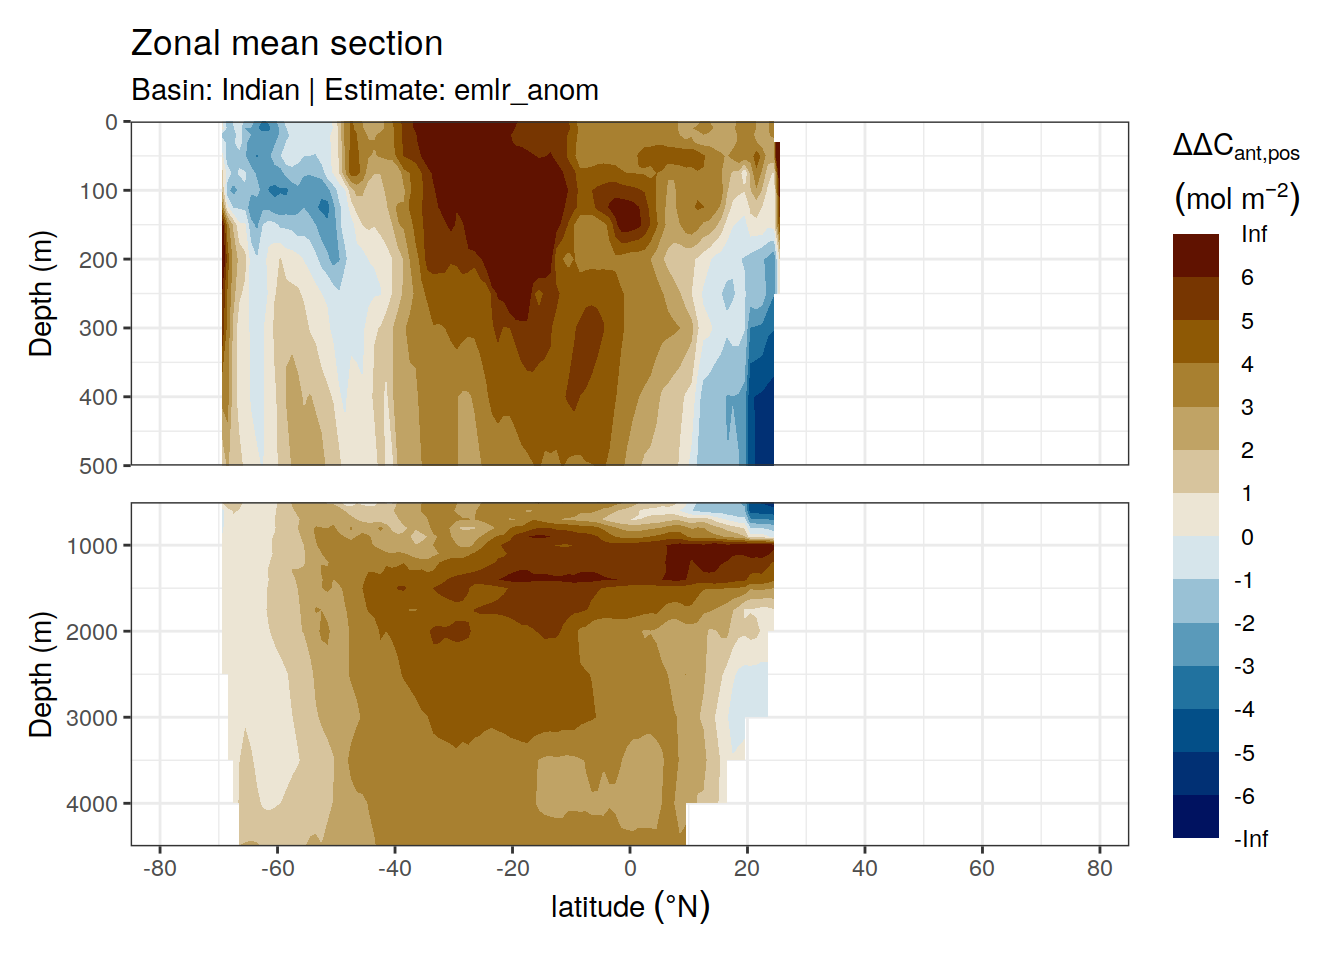 Zonal mean section
Basin: Indian | Estimate: emlr_anom
ΔΔC_ant,pos
(mol m⁻²)
Inf
6
5
4
3
2
1
0
-1
-2
-3
-4
-5
-6
-Inf
Depth (m)
0
100
200
300
400
500
Depth (m)
1000
2000
3000
4000
-80 -60 -40 -20 0 20 40 60 80
latitude (°N)